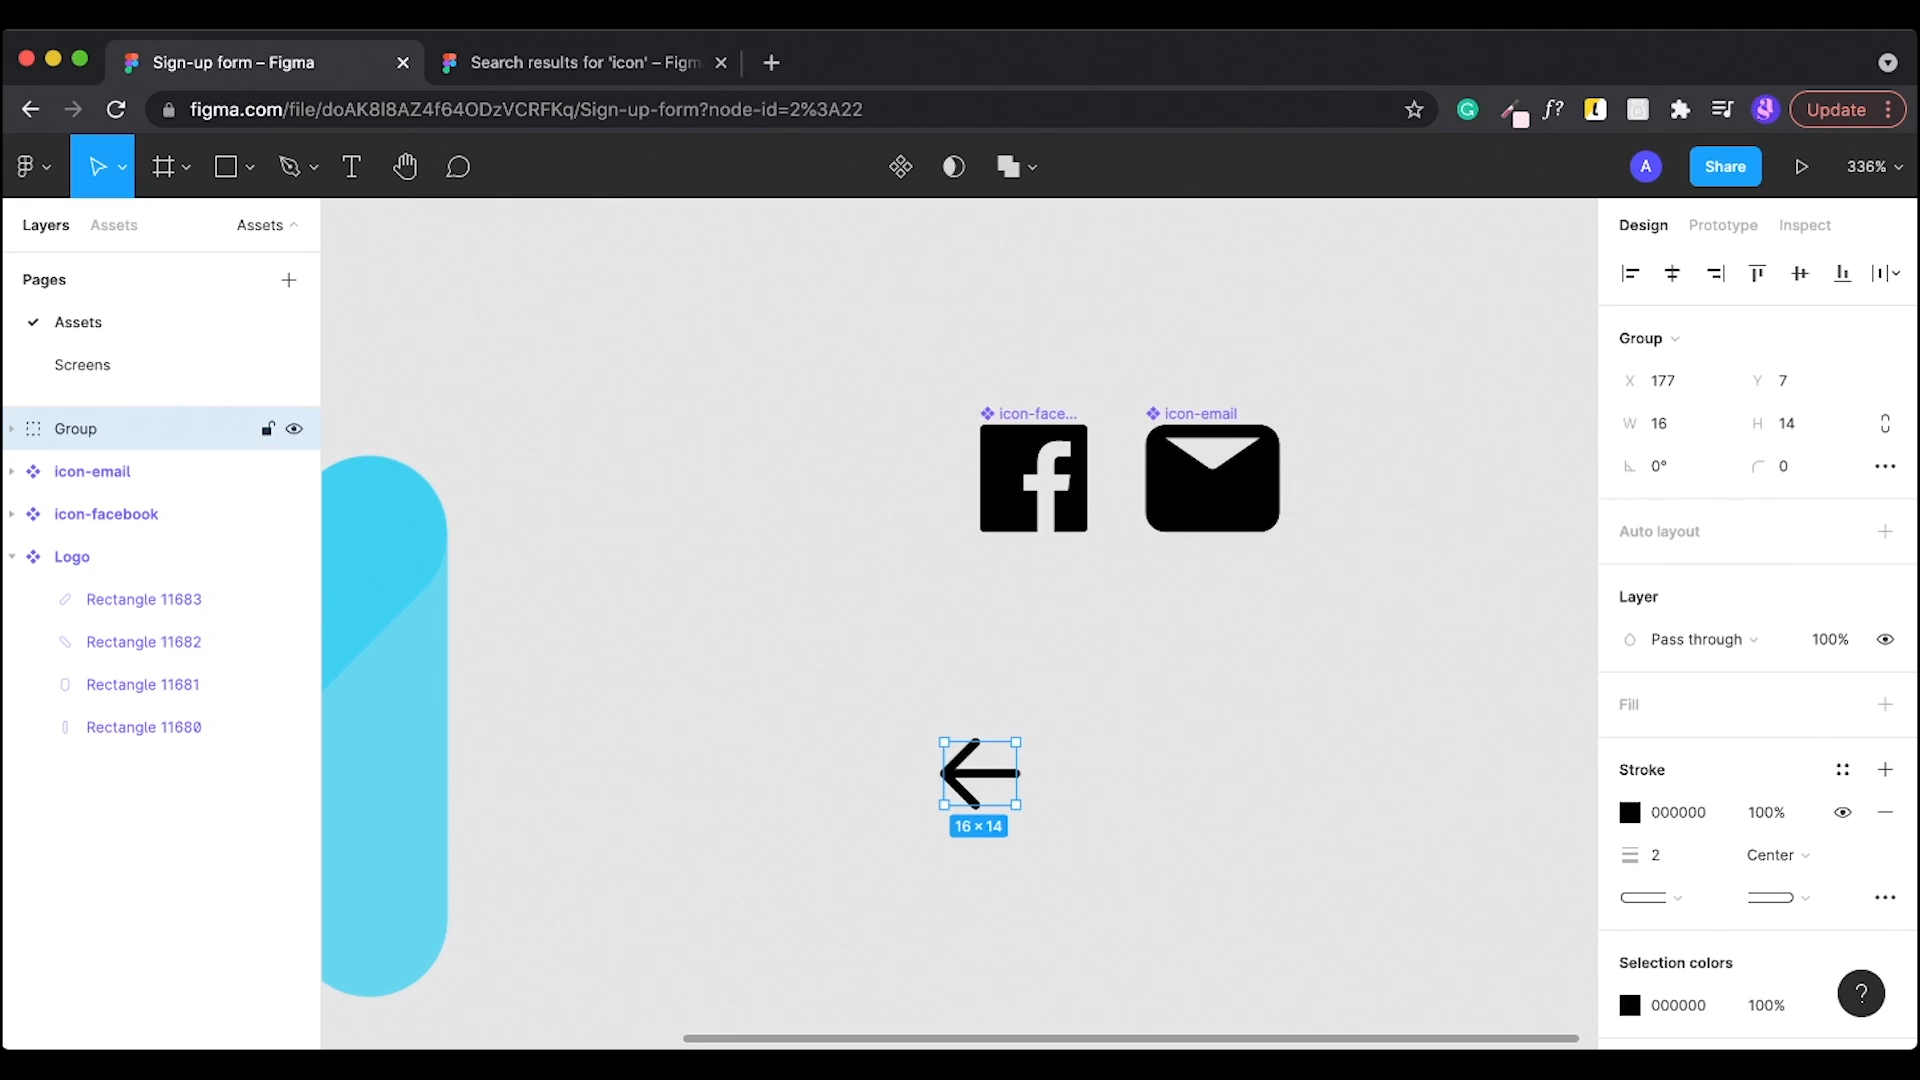 Sign-up form – Figma
Search results for 'icon' – Figm
figma.com/file/doAK8I8AZ4f64ODzVCRFKq/Sign-up-form?node-id=2%3A22
f?
Update
T
A
Share
336%
Layers
Assets
Assets
Pages
Assets
Screens
Group
icon-email
icon-facebook
Logo
Rectangle 11683
Rectangle 11682
Rectangle 11681
Rectangle 11680
icon-face...
icon-email
16 × 14
Design
Prototype
Inspect
Group
X 177
Y 7
W 16
H 14
0°
0
Auto layout
Layer
Pass through
100%
Fill
Stroke
000000
100%
2
Center
Selection colors
000000
100%
?